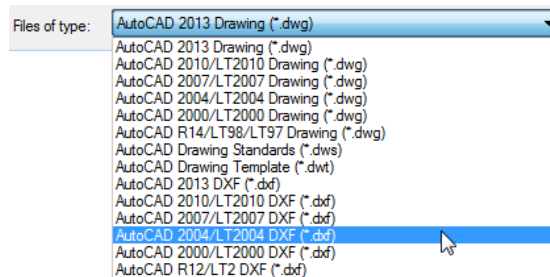 Files of type: AutoCAD 2013 Drawing (*.dwg)
AutoCAD 2013 Drawing (*.dwg)
AutoCAD 2010/LT2010 Drawing (*.dwg)
AutoCAD 2007/LT2007 Drawing (*.dwg)
AutoCAD 2004/LT2004 Drawing (*.dwg)
AutoCAD 2000/LT2000 Drawing (*.dwg)
AutoCAD R14/LT98/LT97 Drawing (*.dwg)
AutoCAD Drawing Standards (*.dws)
AutoCAD Drawing Template (*.dwt)
AutoCAD 2013 DXF (*.dxf)
AutoCAD 2010/LT2010 DXF (*.dxf)
AutoCAD 2007/LT2007 DXF (*.dxf)
AutoCAD 2004/LT2004 DXF (*.dxf)
AutoCAD 2000/LT2000 DXF (*.dxf)
AutoCAD R12/LT2 DXF (*.dxf)